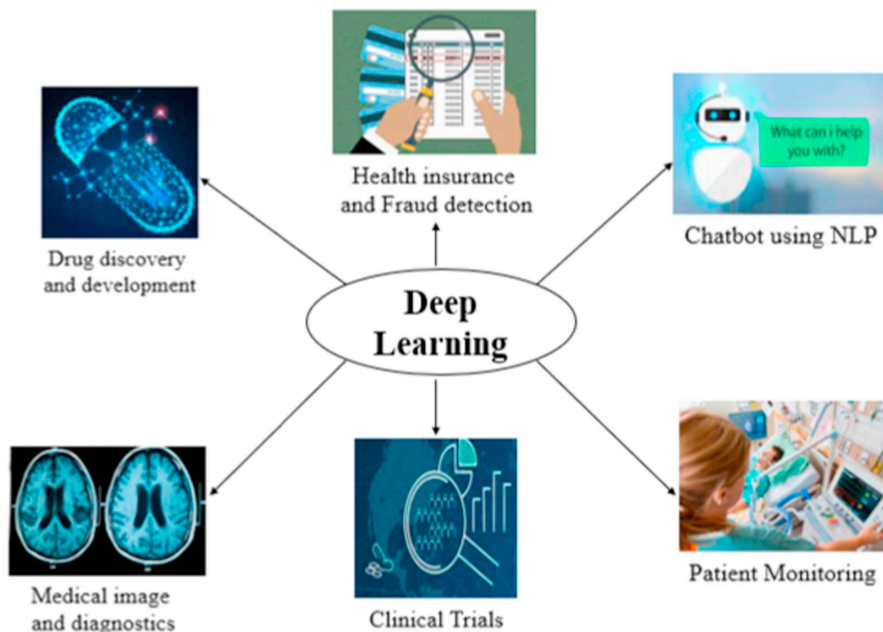 Health insurance
and Fraud detection
What can i help
you with?
Chatbot using NLP
Drug discovery
and development
Deep
Learning
Medical image
and diagnostics
Clinical Trials
Patient Monitoring